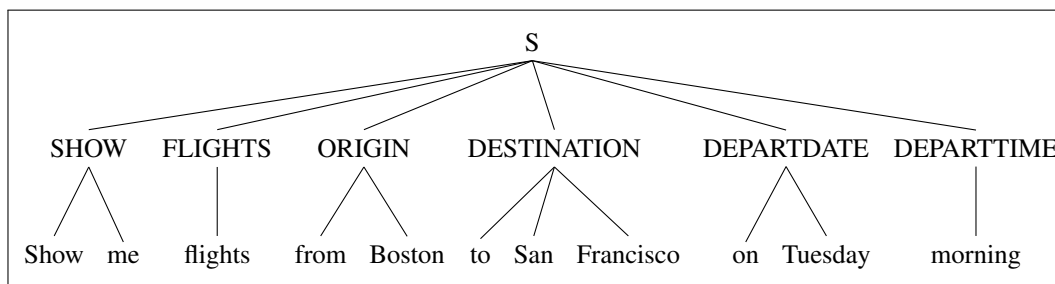 S
SHOW FLIGHTS ORIGIN DESTINATION DEPARTDATE DEPARTTIME
Show me flights from Boston to San Francisco on Tuesday morning